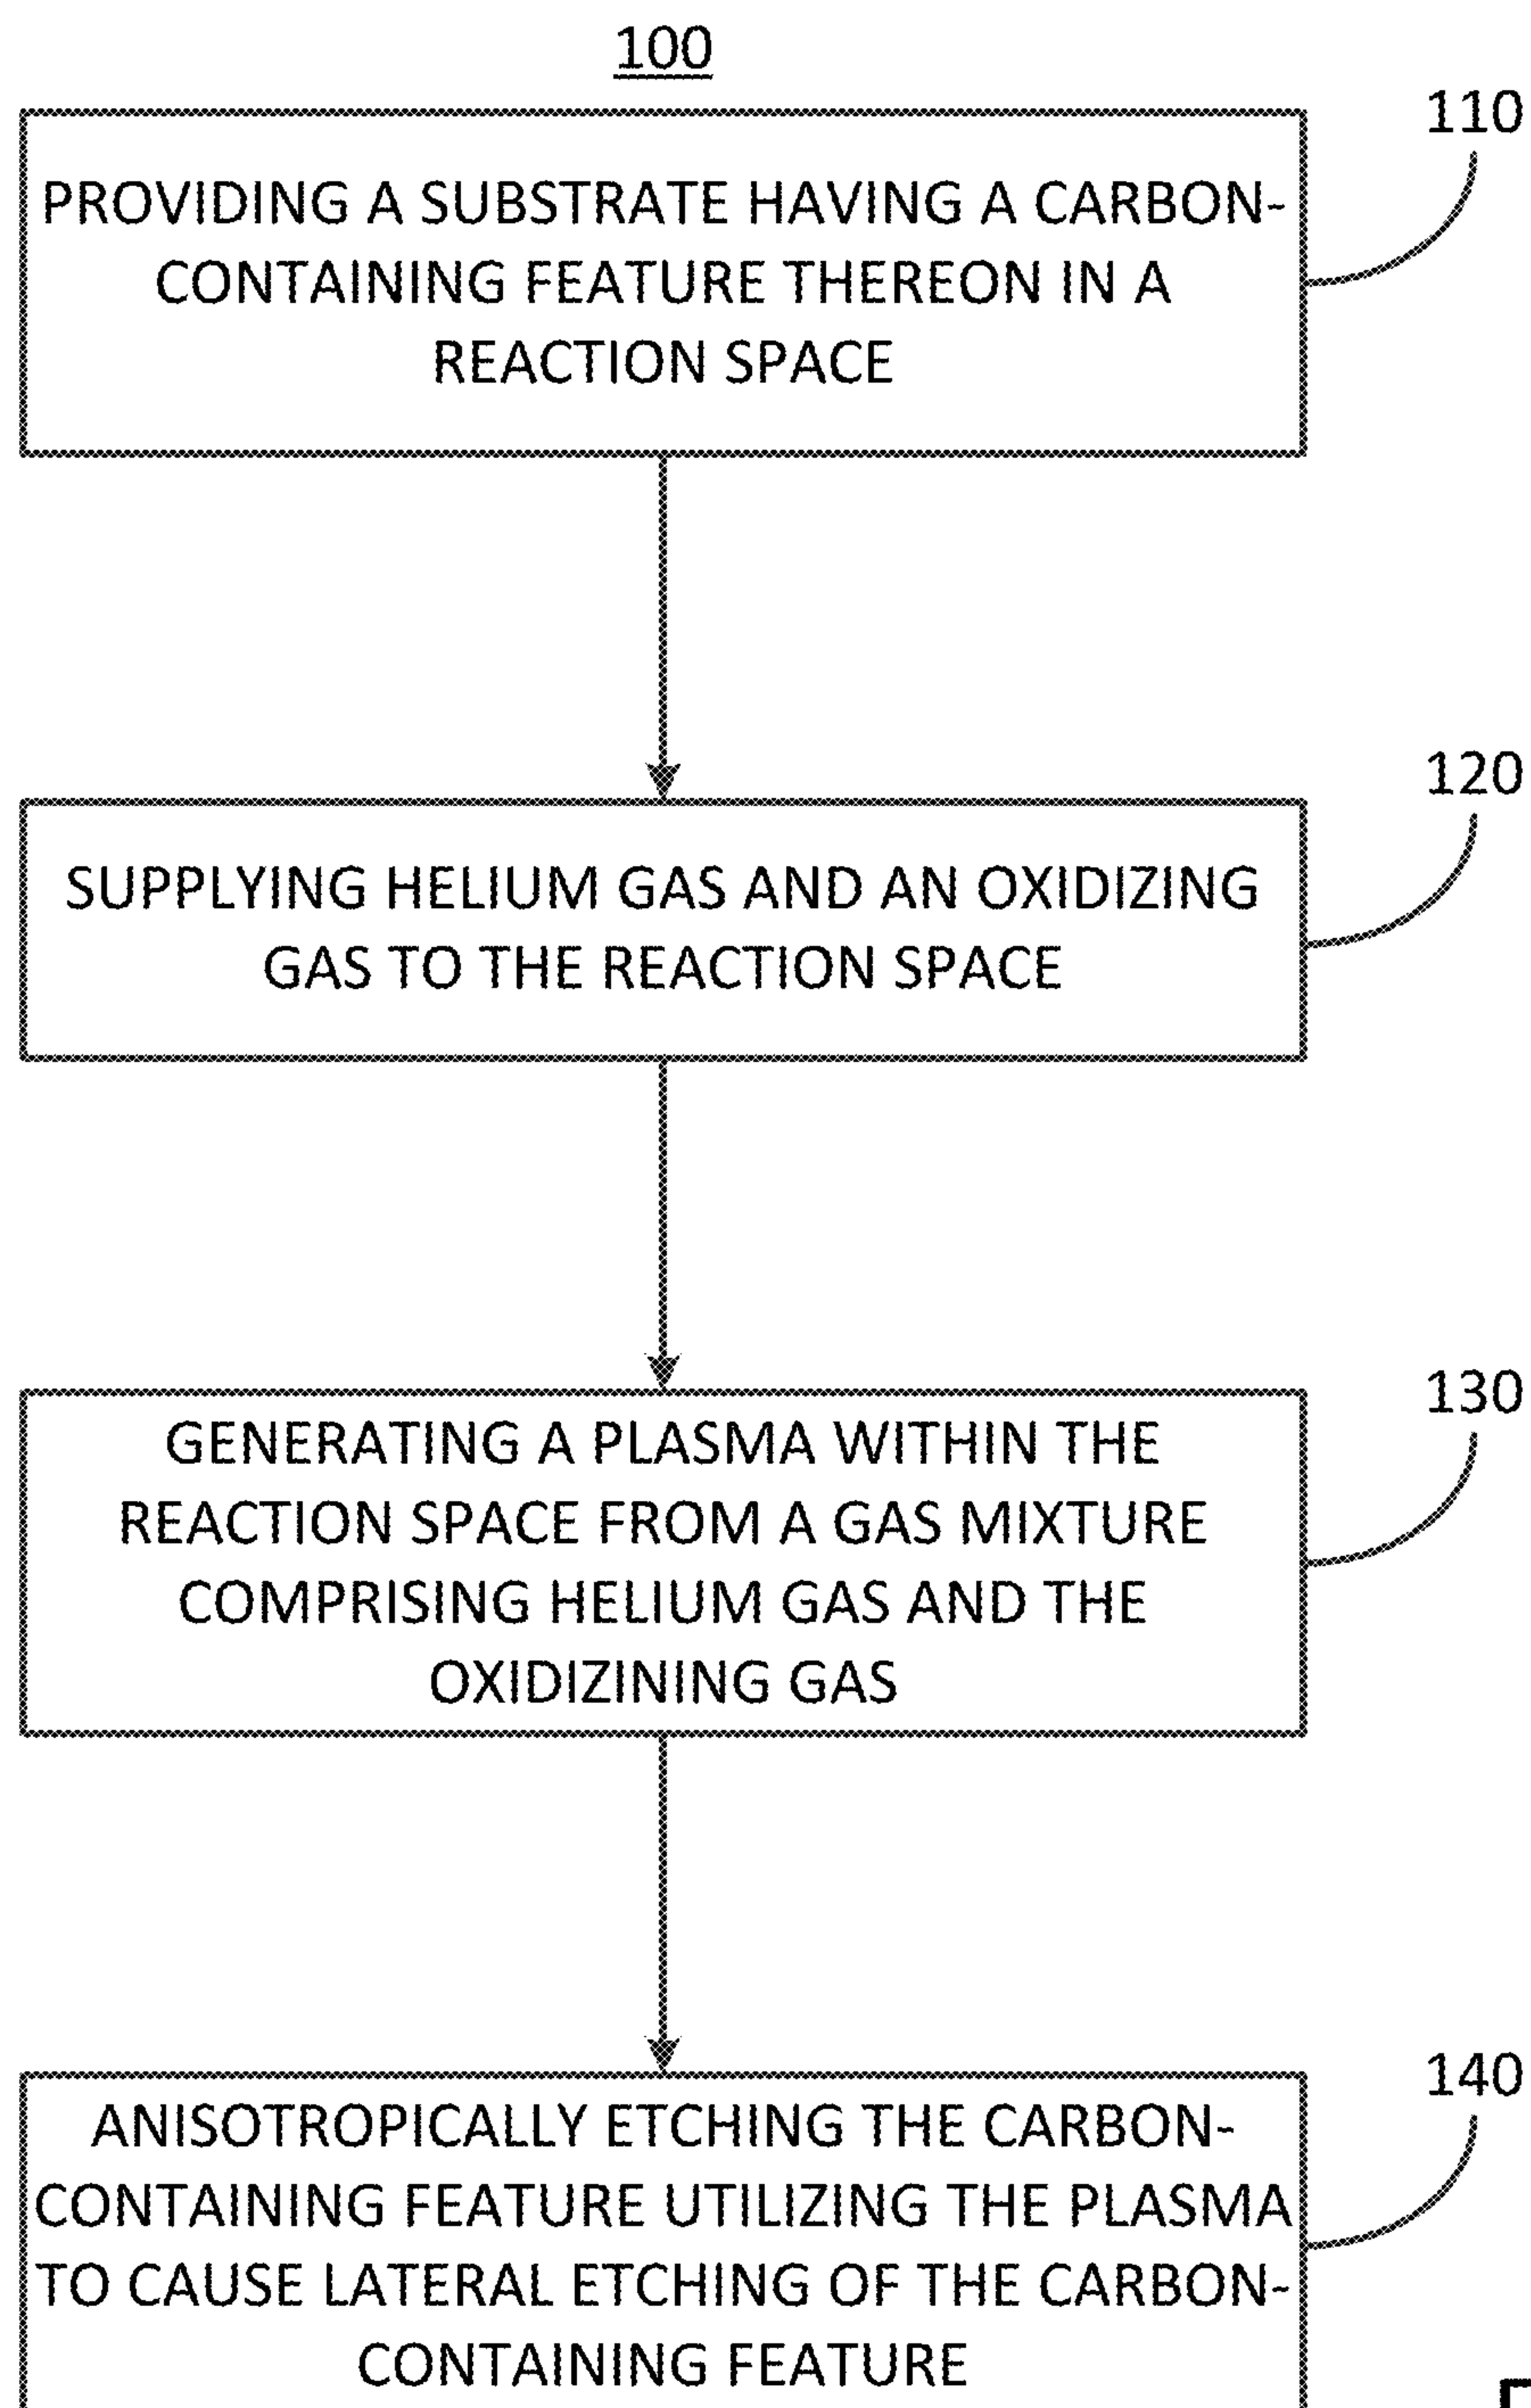 100
110
PROVIDING A SUBSTRATE HAVING A CARBON-
CONTAINING FEATURE THEREON IN A
REACTION SPACE
120
SUPPLYING HELIUM GAS AND AN OXIDIZING
GAS TO THE REACTION SPACE
130
GENERATING A PLASMA WITHIN THE
REACTION SPACE FROM A GAS MIXTURE
COMPRISING HELIUM GAS AND THE
OXIDIZINING GAS
140
ANISOTROPICALLY ETCHING THE CARBON-
CONTAINING FEATURE UTILIZING THE PLASMA
TO CAUSE LATERAL ETCHING OF THE CARBON-
CONTAINING FEATURE